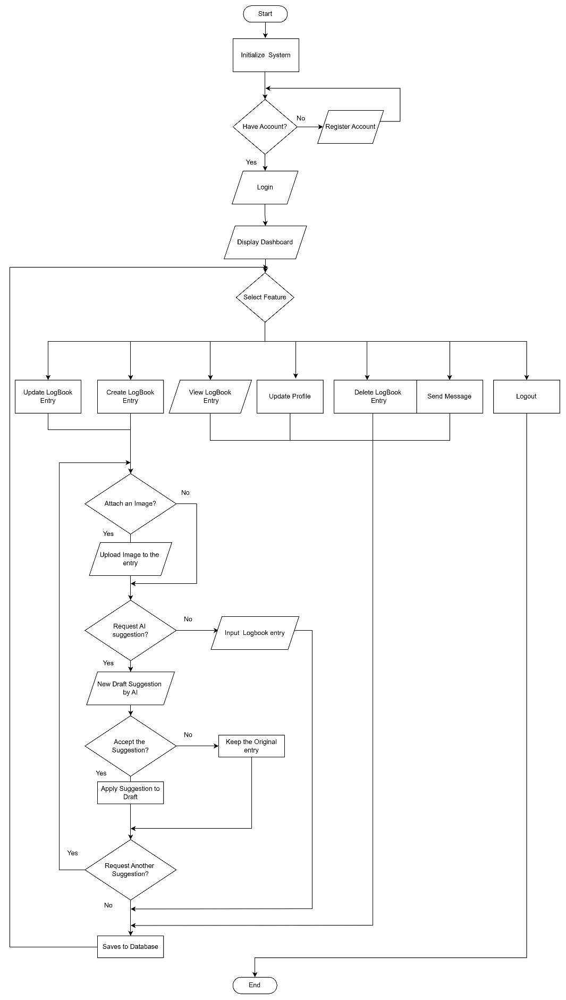 Start
Initialize  System
Have Account?
No
Register Account
Yes
Login
Display Dashboard
Select Feature
Update LogBook
Entry
Create LogBook
Entry
View LogBook
Entry
Update Profile
Delete LogBook
Entry
Send Message
Logout
Attach an Image?
No
Yes
Upload Image to the
entry
Request AI
suggestion?
No
Input  Logbook entry
Yes
New Draft Suggestion
by AI
Accept the
Suggestion?
No
Keep the Original
entry
Yes
Apply Suggestion to
Draft
Request Another
Suggestion?
Yes
No
Saves to Database
End